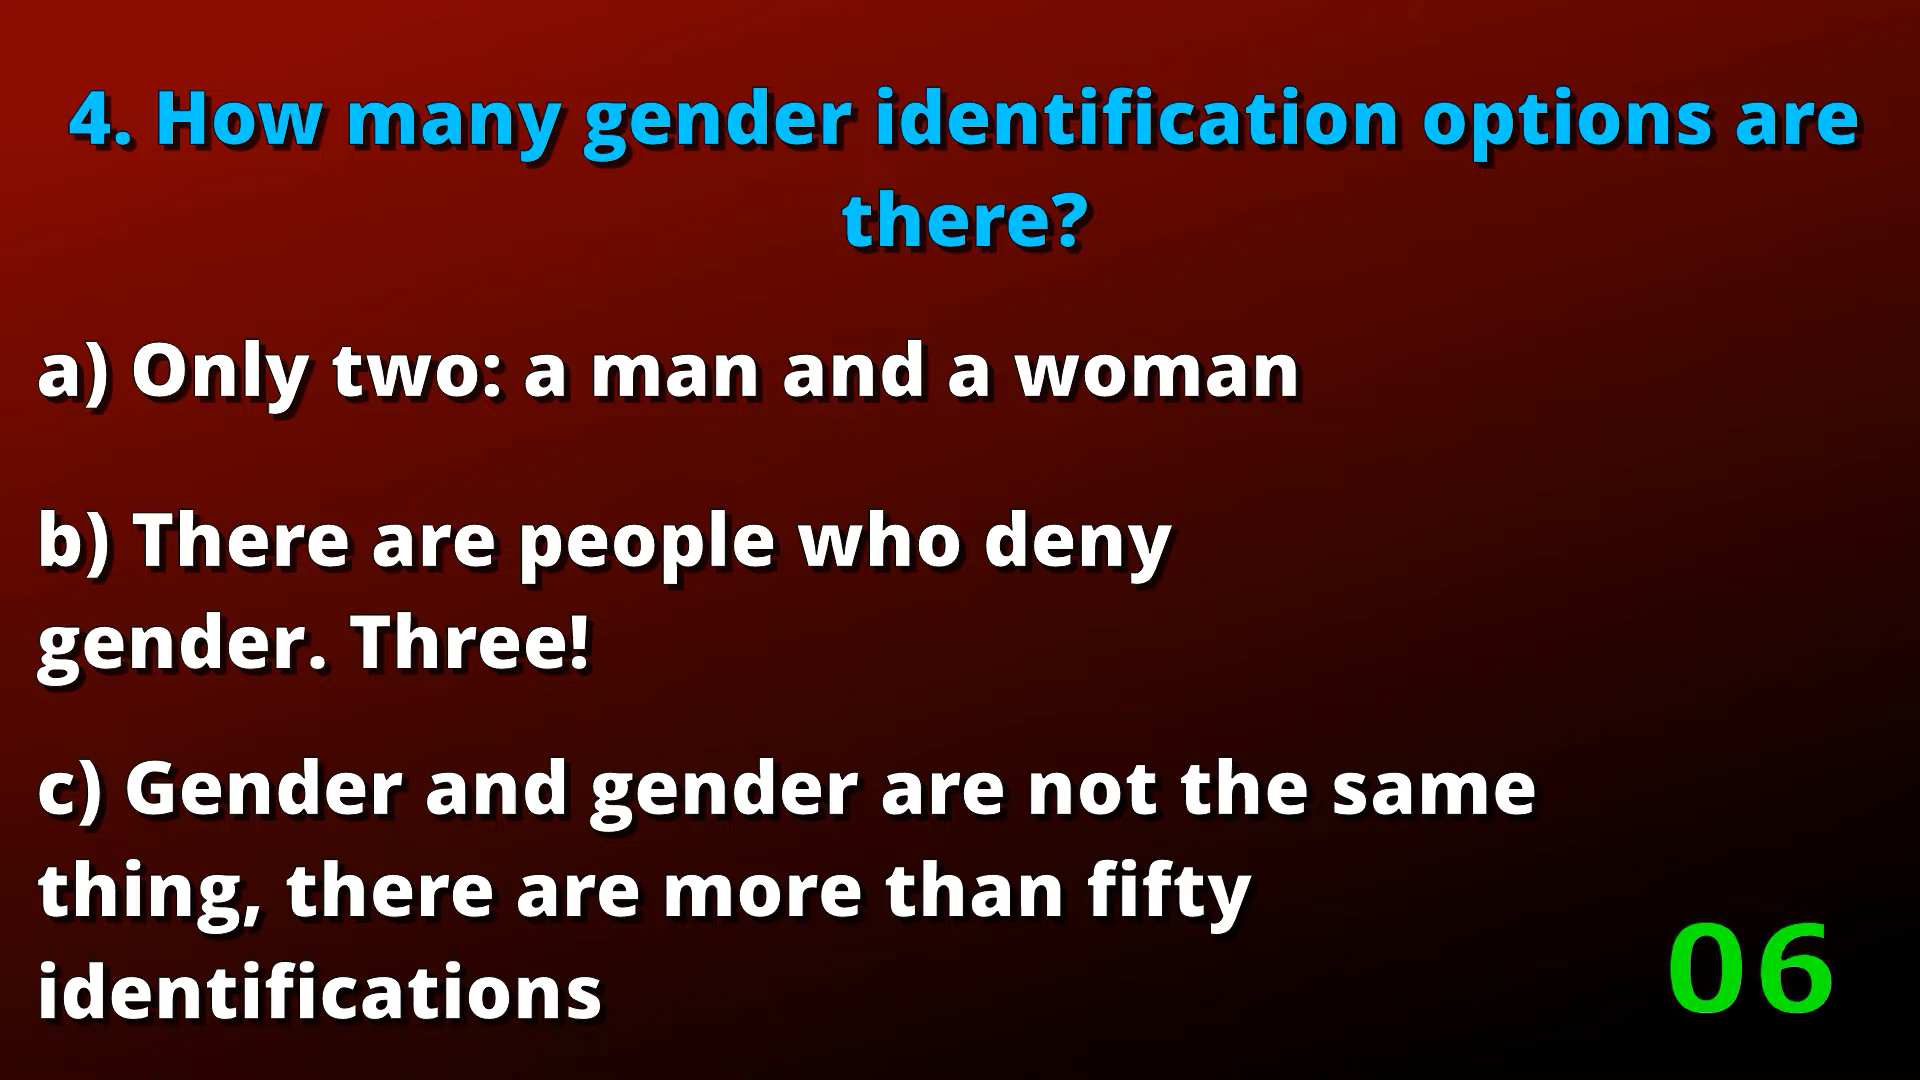 4. How many gender identification options are
there?
a) Only two: a man and a woman
b) There are people who deny
gender. Three!
c) Gender and gender are not the same
thing, there are more than fifty
identifications
06